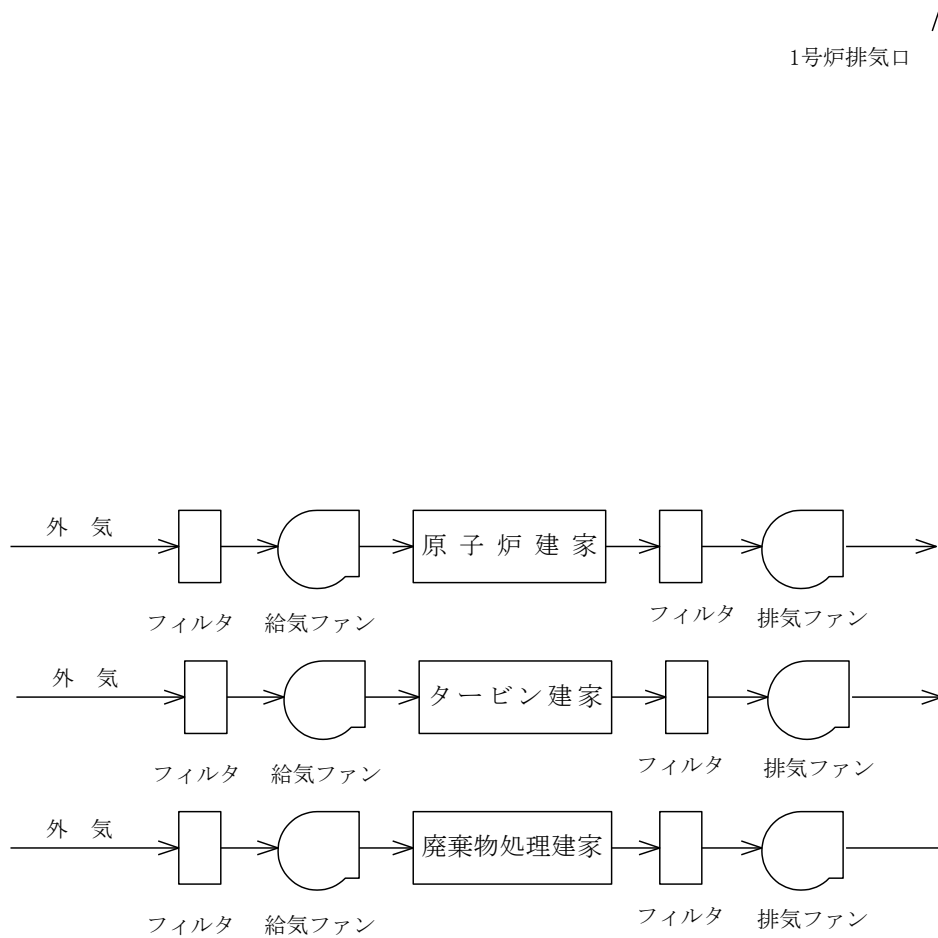 1号炉排気口
外　気
原 子 炉 建 家
フィルタ
給気ファン
フィルタ
排気ファン
外　気
タービン建家
フィルタ
給気ファン
フィルタ
排気ファン
外　気
廃棄物処理建家
フィルタ
給気ファン
フィルタ
排気ファン